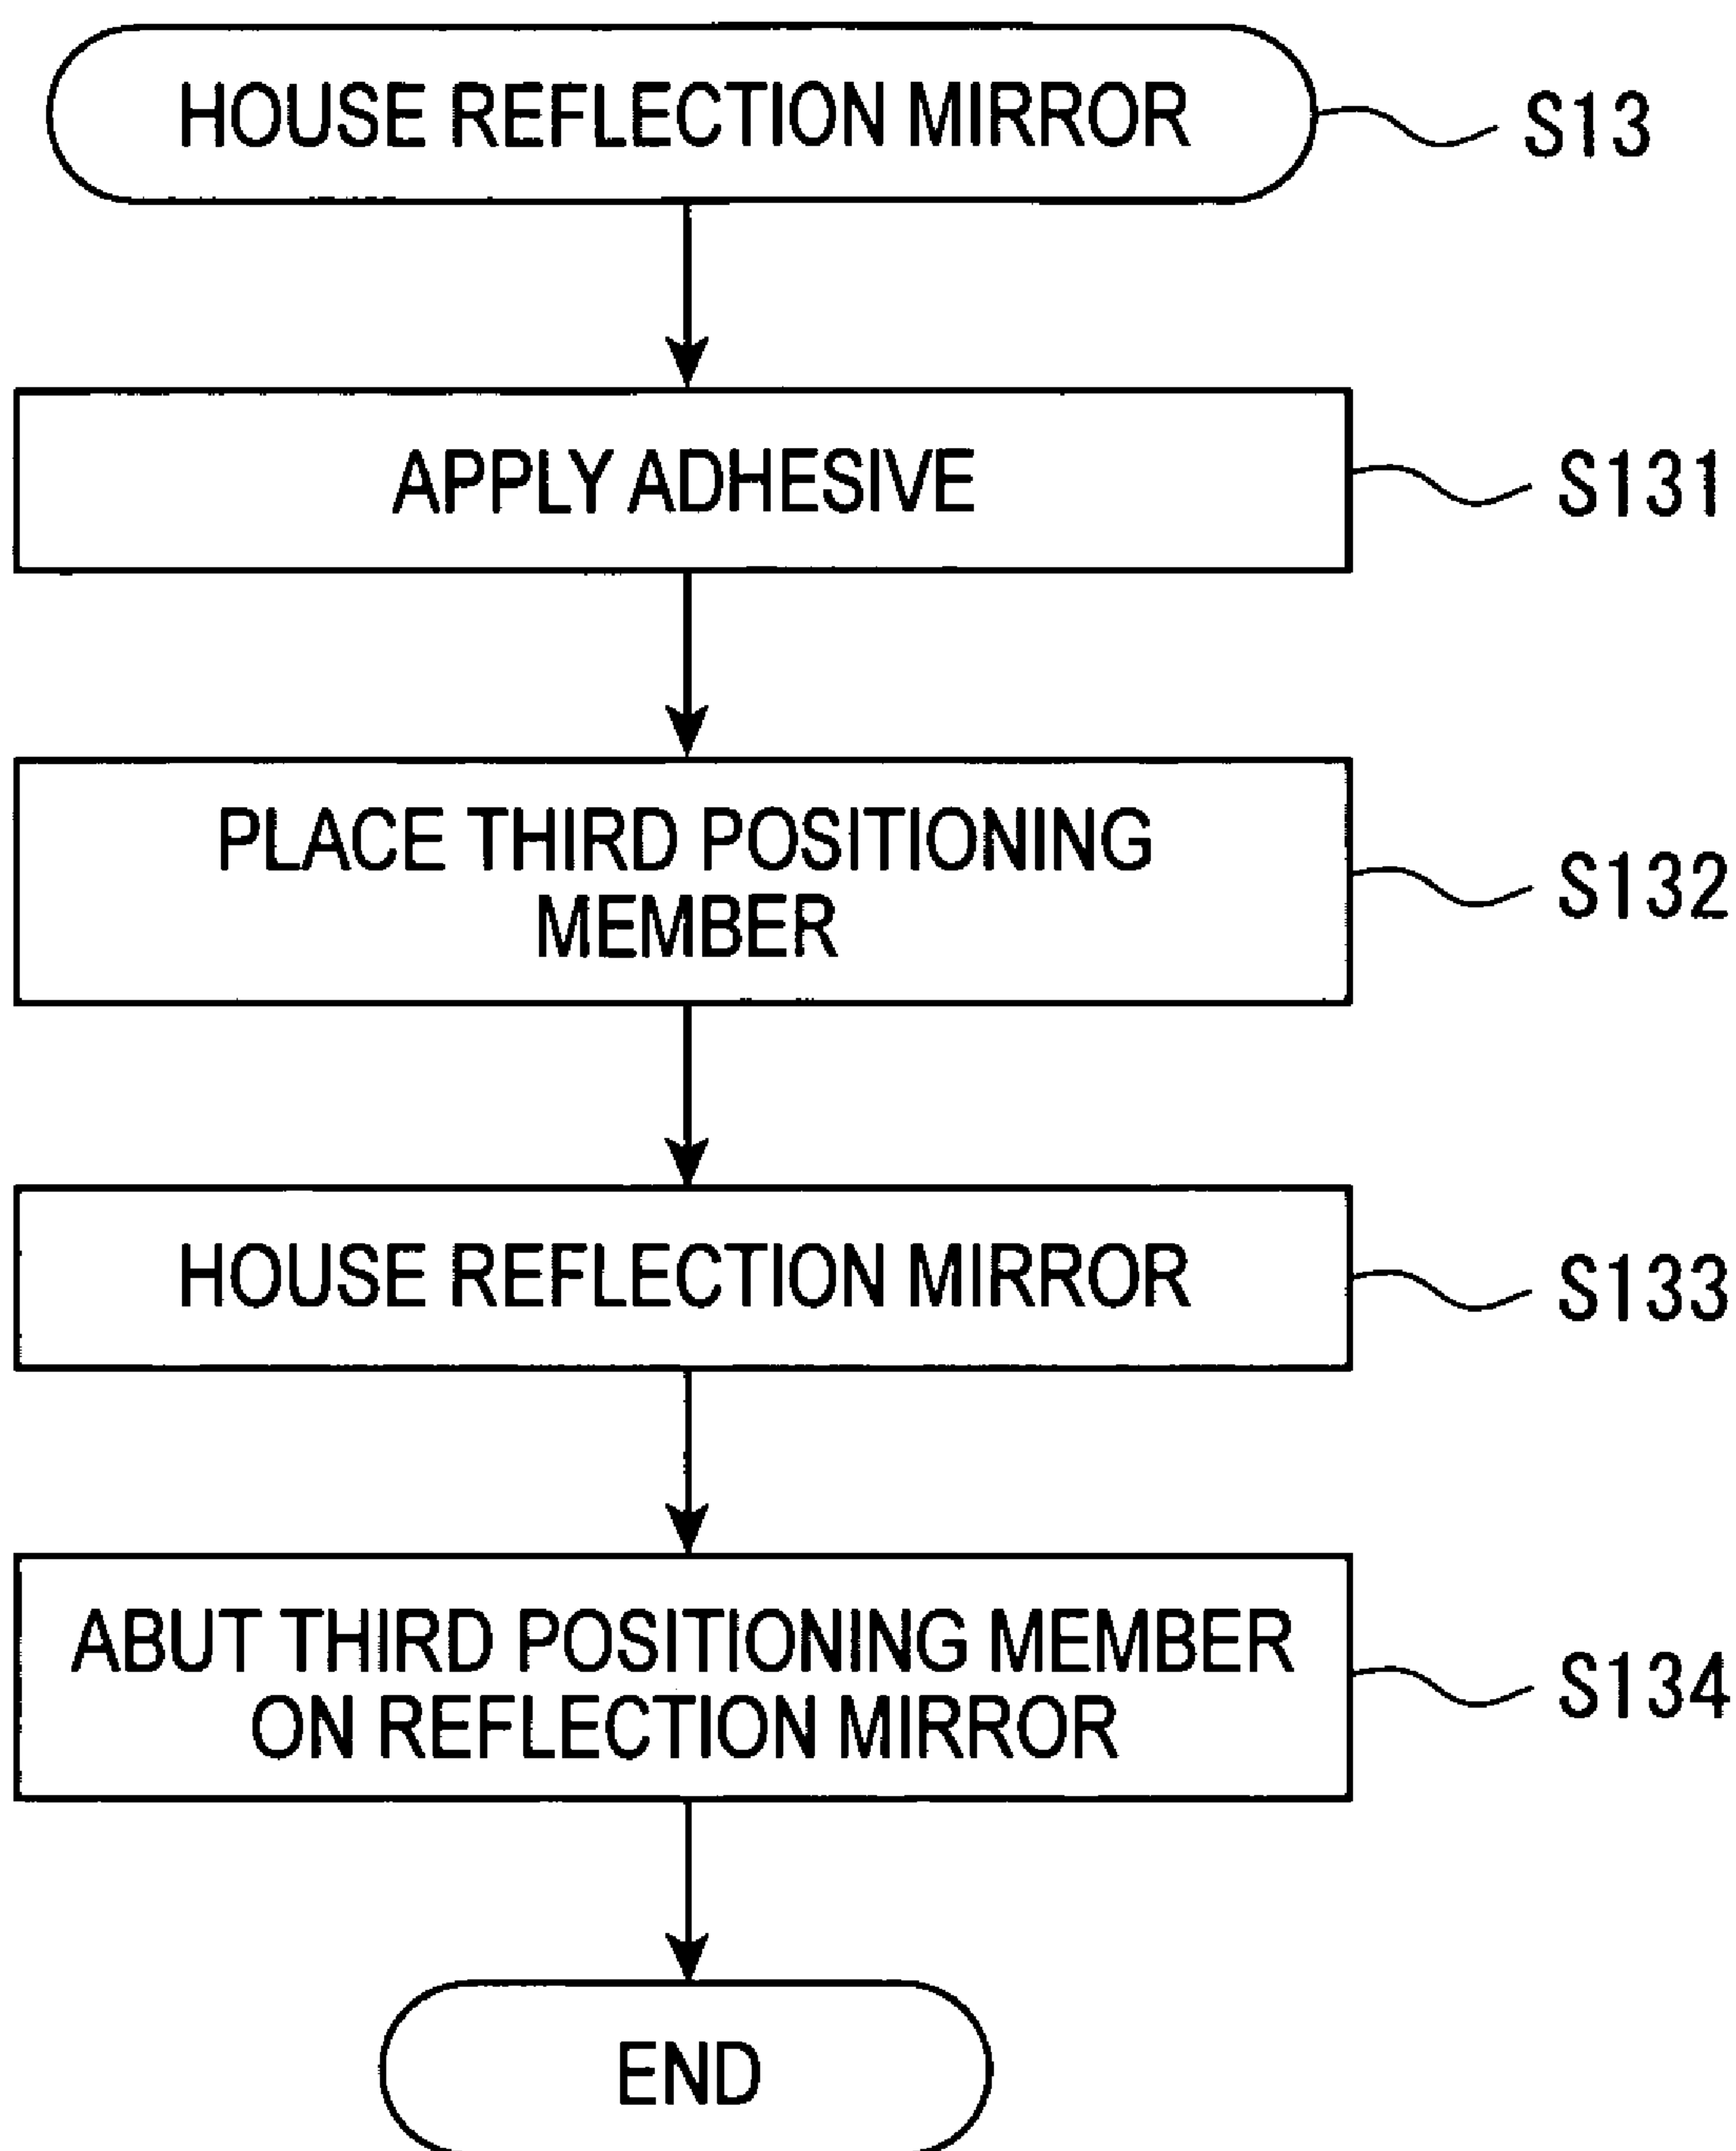 HOUSE REFLECTION MIRROR
S13
APPLY ADHESIVE
S131
PLACE THIRD POSITIONING
MEMBER
S132
HOUSE REFLECTION MIRROR
S133
ABUT THIRD POSITIONING MEMBER
ON REFLECTION MIRROR
S134
END